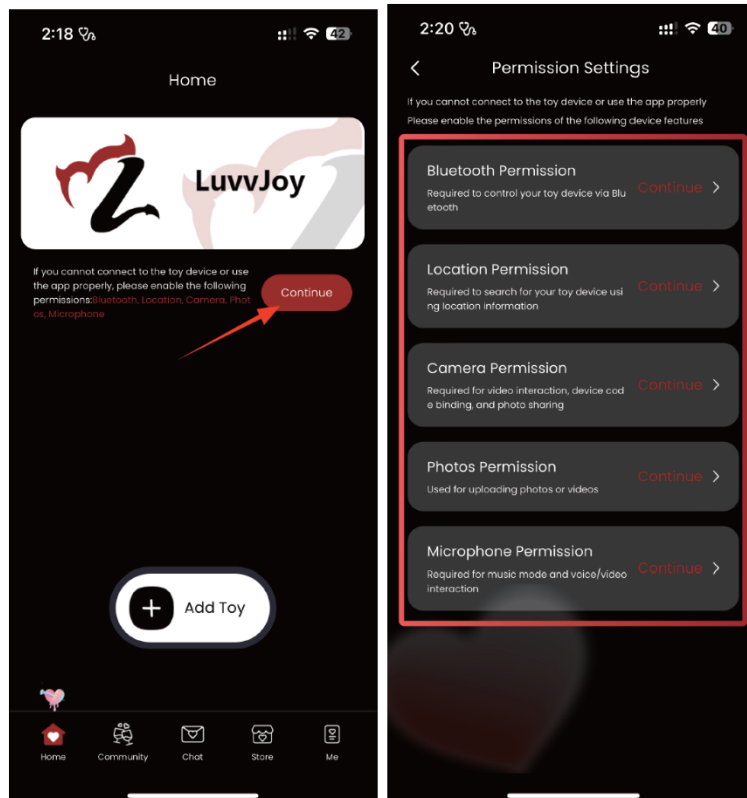 2:18
42
Home
LuvvJoy
If you cannot connect to the toy device or use
the app properly, please enable the following
permissions:Bluetooth, Location, Camera, Phot
os, Microphone
Continue
Add Toy
Home
Community
Chat
Store
Me
2:20
40
Permission Settings
If you cannot connect to the toy device or use the app properly
Please enable the permissions of the following device features
Bluetooth Permission
Required to control your toy device via Blu
etooth
Continue
Location Permission
Required to search for your toy device usi
ng location information
Continue
Camera Permission
Required for video interaction, device cod
e binding, and photo sharing
Continue
Photos Permission
Used for uploading photos or videos
Continue
Microphone Permission
Required for music mode and voice/video
interaction
Continue